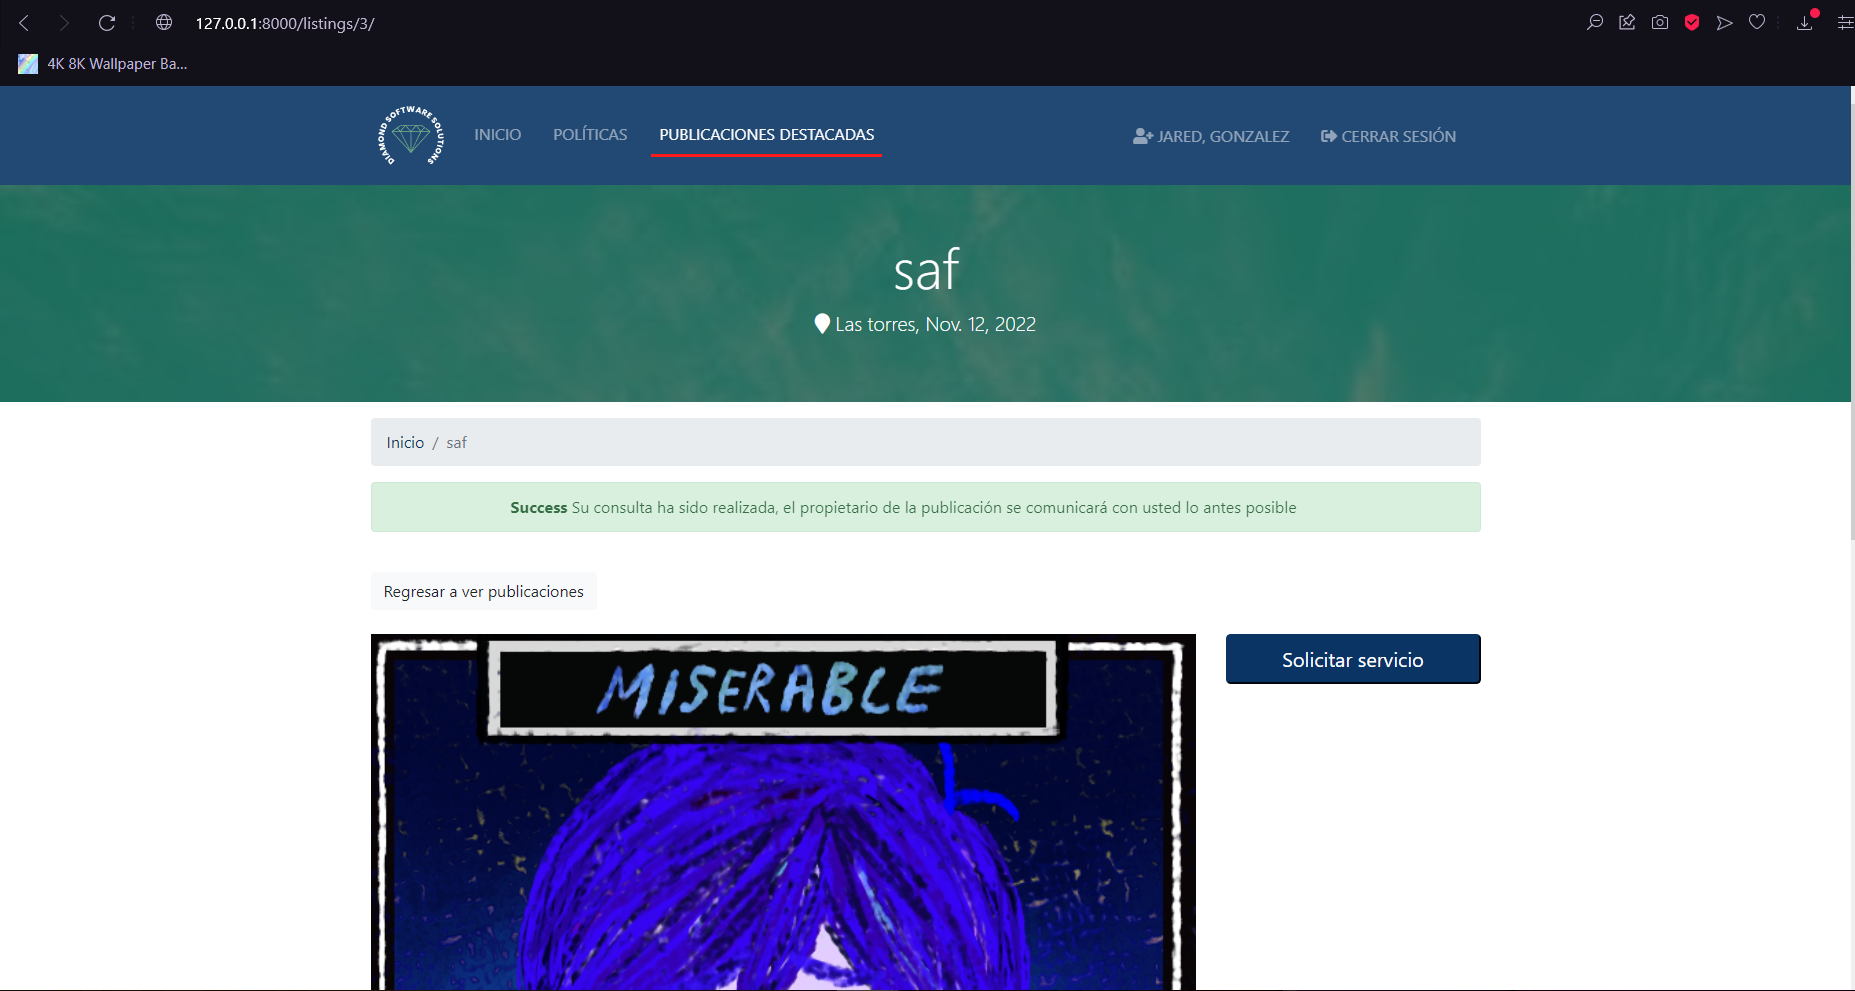 127.0.0.1:8000/listings/3/
4K 8K Wallpaper Ba...
DIAMOND SOFTWARE SOLUTIONS
INICIO
POLÍTICAS
PUBLICACIONES DESTACADAS
JARED, GONZALEZ
CERRAR SESIÓN
saf
Las torres, Nov. 12, 2022
Inicio / saf
Success Su consulta ha sido realizada, el propietario de la publicación se comunicará con usted lo antes posible
Regresar a ver publicaciones
MISERABLE
Solicitar servicio